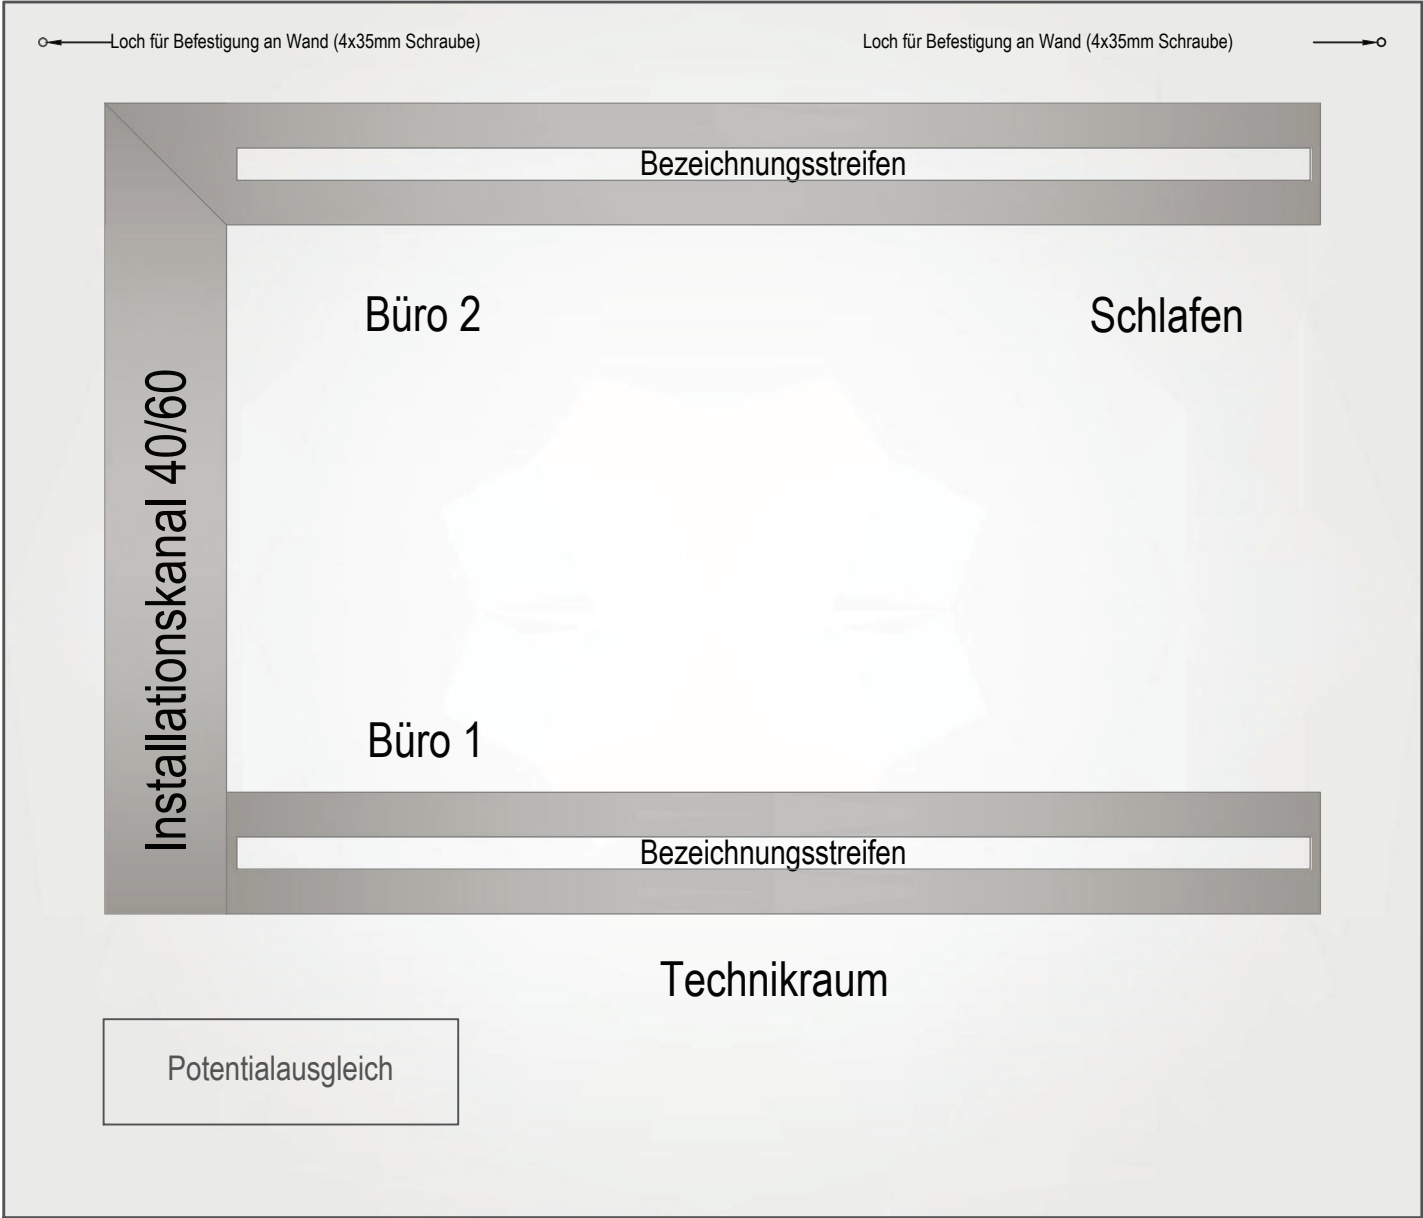 Loch für Befestigung an Wand (4x35mm Schraube)
Loch für Befestigung an Wand (4x35mm Schraube)
Bezeichnungsstreifen
Büro 2
Schlafen
Installationskanal 40/60
Büro 1
Bezeichnungsstreifen
Technikraum
Potentialausgleich